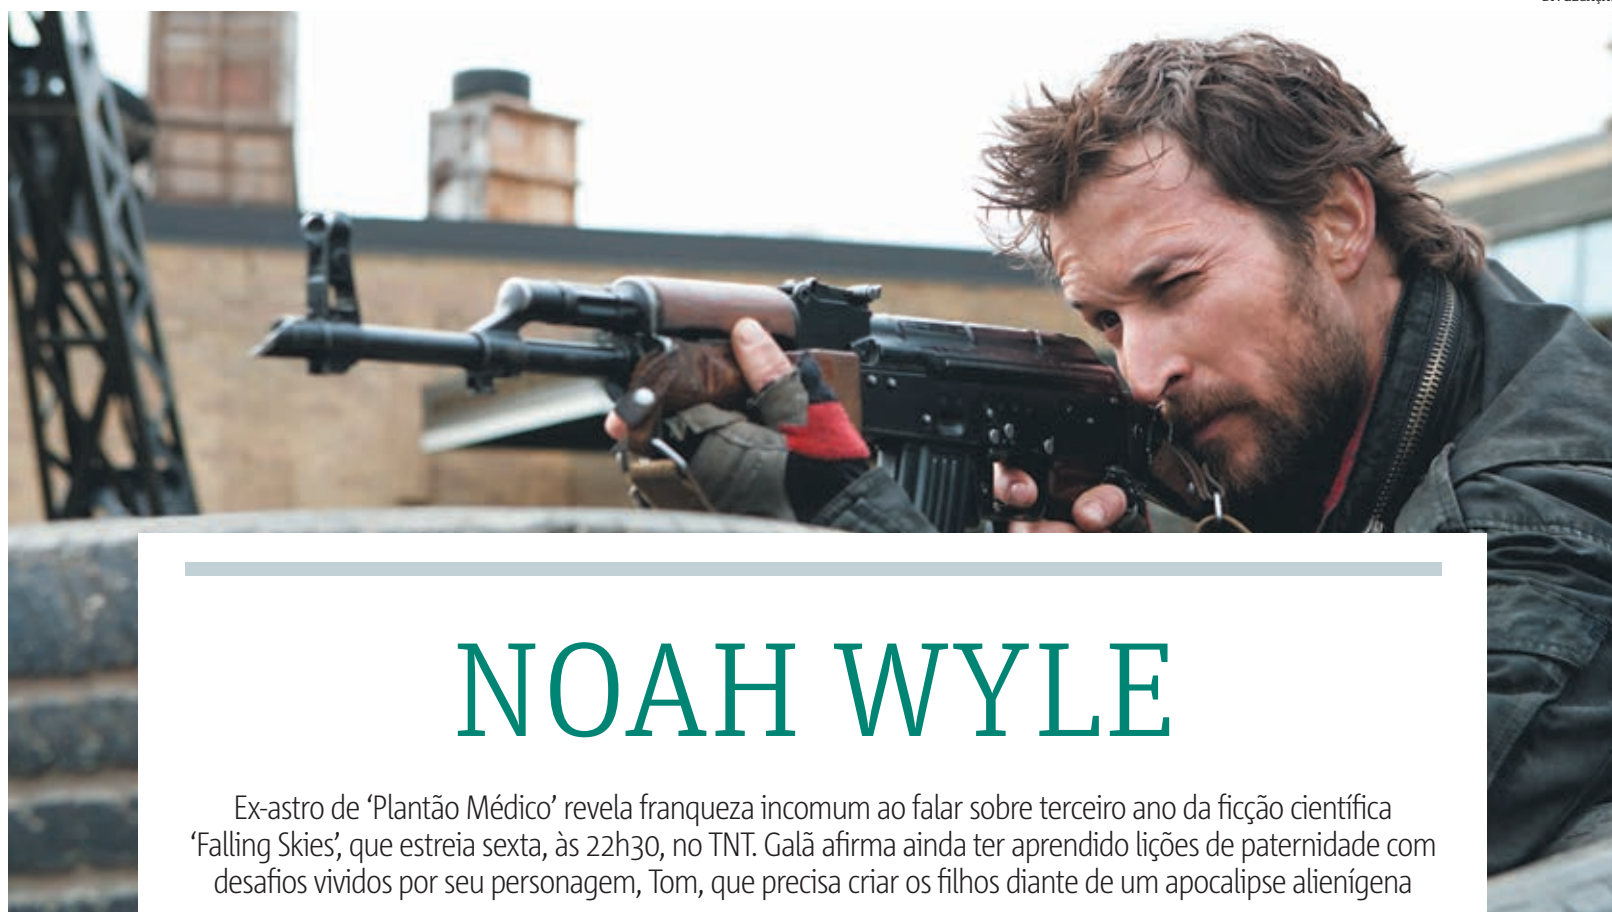 NOAH WYLE
Ex-astro de ‘Plantão Médico’ revela franqueza incomum ao falar sobre terceiro ano da ficção científica
‘Falling Skies’, que estreia sexta, às 22h30, no TNT. Galã afirma ainda ter aprendido lições de paternidade com
desafios vividos por seu personagem, Tom, que precisa criar os filhos diante de um apocalipse alienígena